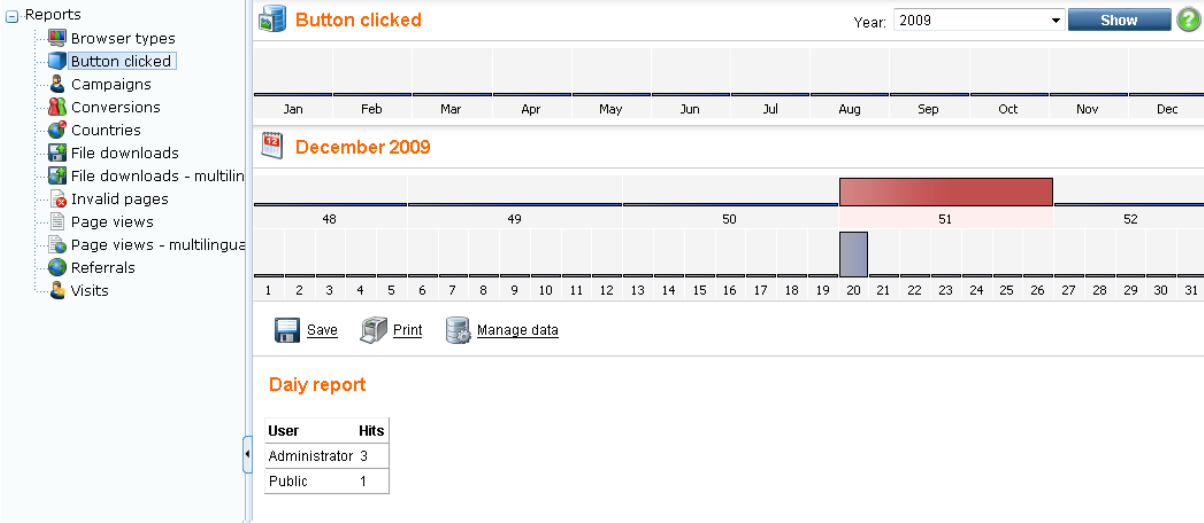 Reports
Browser types
Button clicked
Campaigns
Conversions
Countries
File downloads
File downloads - multilin
Invalid pages
Page views
Page views - multilingua
Referrals
Visits
Button clicked
Year: 2009 Show ?
Jan Feb Mar Apr May Jun Jul Aug Sep Oct Nov Dec
12
December 2009
48 49 50 51 52
1 2 3 4 5 6 7 8 9 10 11 12 13 14 15 16 17 18 19 20 21 22 23 24 25 26 27 28 29 30 31
Save Print Manage data
Daiy report
User Hits
Administrator 3
Public 1